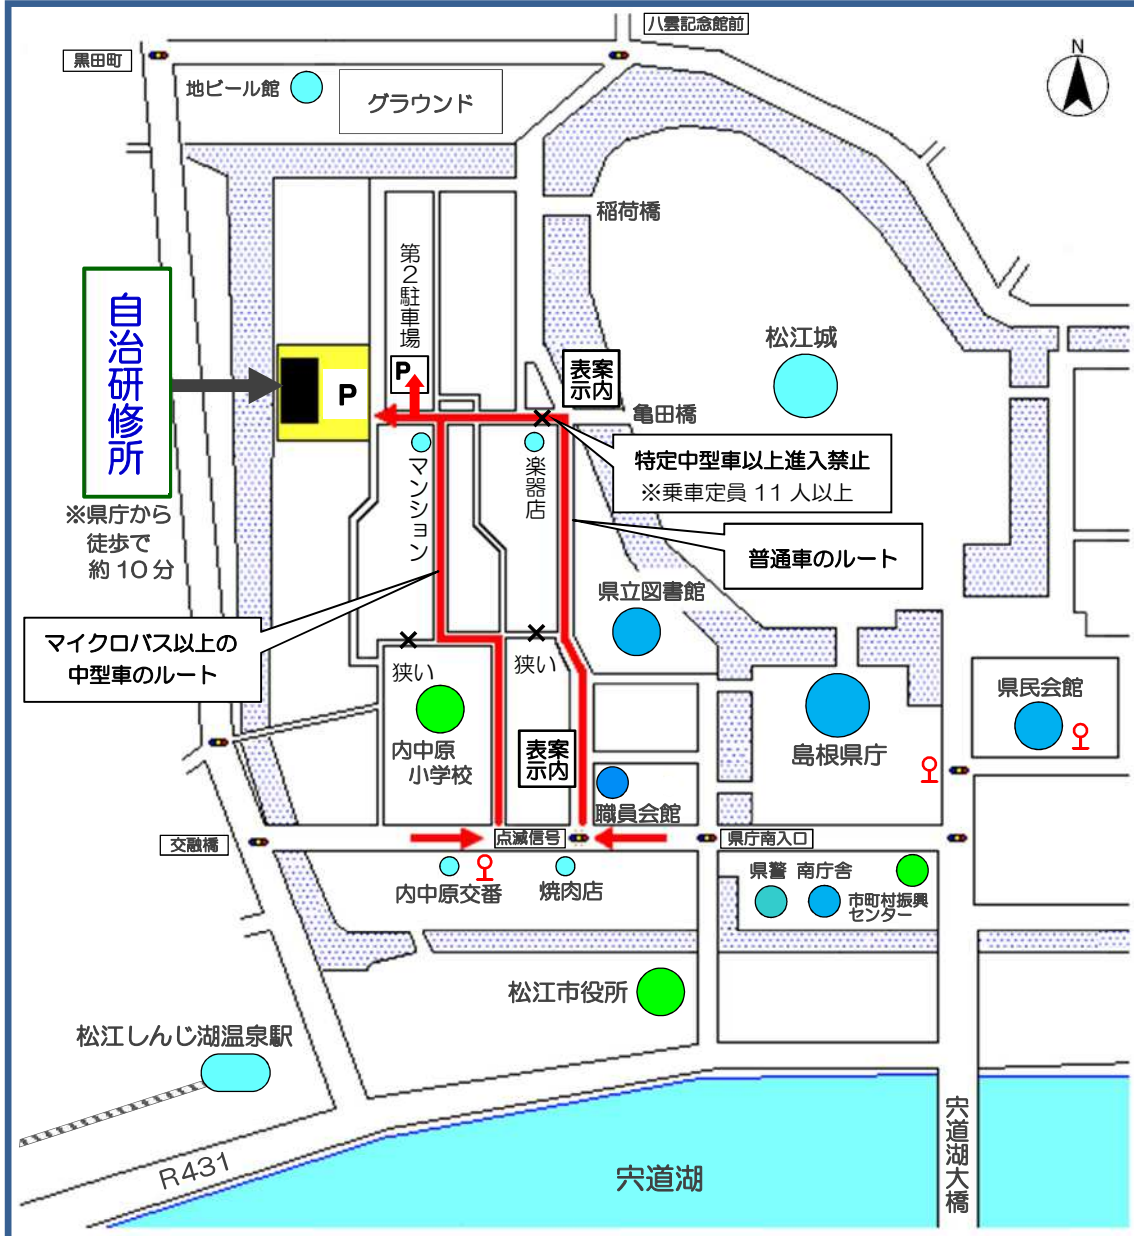 八雲記念館前
黒田町
N
地ビール館
グラウンド
稲荷橋
第2駐車場
自治研修所
松江城
表案
示内
P
P
亀田橋
特定中型車以上進入禁止
※乗車定員 11 人以上
マンション
楽器店
※県庁から
徒歩で
約 10 分
普通車のルート
県立図書館
マイクロバス以上の
中型車のルート
狭い
狭い
県民会館
内中原
小学校
表案
示内
島根県庁
職員会館
交融橋
点滅信号
県庁南入口
県警
南庁舎
市町村振興
センター
内中原交番
焼肉店
松江市役所
松江しんじ湖温泉駅
R431
宍道湖
宍道湖大橋